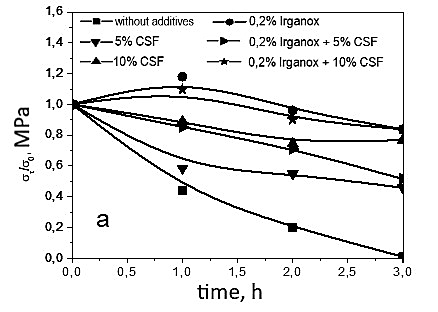 1,6
1,4
1,2
1,0
0,8
0,6
0,4
0,2
0,0
σt/σ0, MPa
without additives
0,2% Irganox
5% CSF
0,2% Irganox + 5% CSF
10% CSF
0,2% Irganox + 10% CSF
a
0,0 0,5 1,0 1,5 2,0 2,5 3,0
time, h